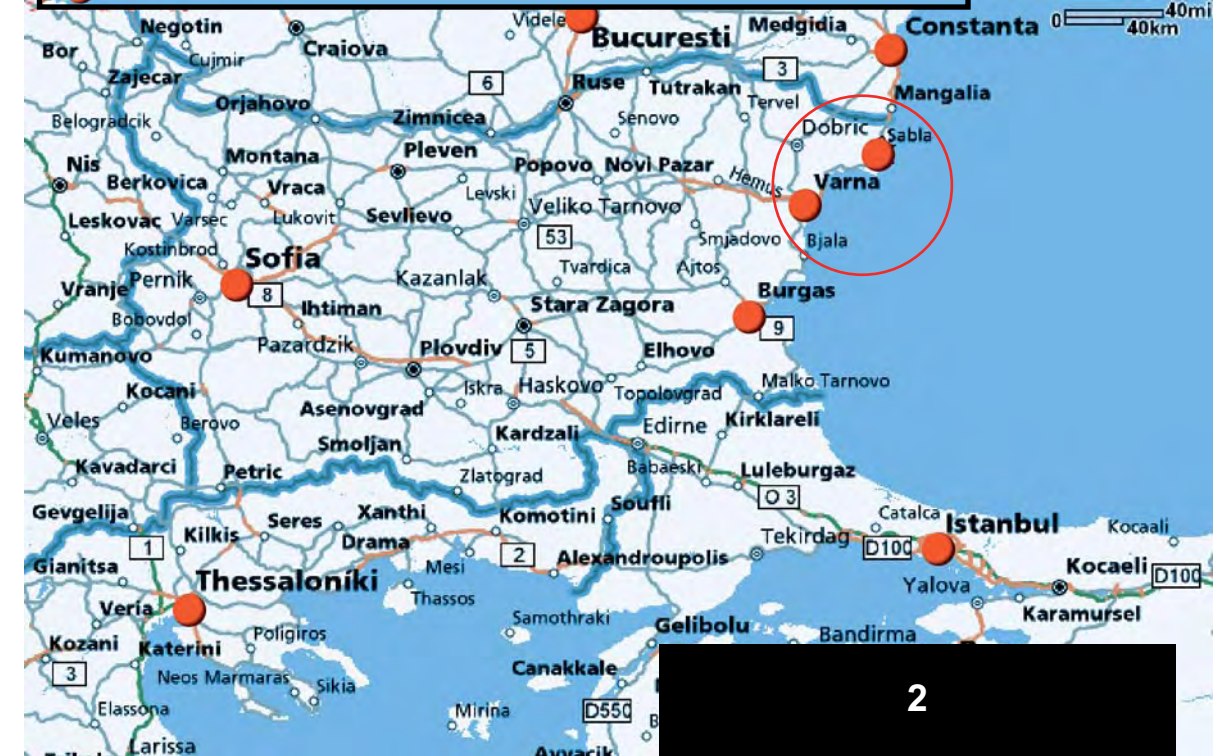 40mi
0
40km
Negotin
Videle
Medgidia
Constanta
Bucuresti
Bor
Cujmir
Craiova
Zajecar
6
Ruse
Tutrakan
3
Mangalia
Orjahovo
Tervel
Belogradcik
Zimnicea
Senovo
Dobric
Sabla
Nis
Montana
Pleven
Popovo
Novi Pazar
Hemus
Varna
Berkovica
Vraca
Levski
Veliko Tarnovo
Leskovac
Varsec
Lukovit
Sevlievo
53
Smjadovo
Bjala
Kostinbrod
Sofia
Kazanlak
Tvardica
Ajtos
Vranje
Pernik
8
Ihtiman
Stara Zagora
Burgas
Bobovdol
9
Kumanovo
Pazardzik
Plovdiv
5
Elhovo
Kocani
Iskra
Haskovo
Topolovgrad
Malko Tarnovo
Veles
Berovo
Asenovgrad
Edirne
Kirklareli
Smoljan
Kardzali
Kavadarci
Petric
Zlatograd
Babaeski
Luleburgaz
Gevgelija
Seres
Xanthi
Komotini
Soufli
O 3
Catalca
Istanbul
Kocaali
1
Kilkis
Drama
2
Alexandroupolis
Tekirdag
D100
Gianitsa
Thessaloniki
Mesi
Yalova
Kocaeli
D100
Veria
Thassos
Samothraki
Gelibolu
Karamursel
Kozani
Katerini
Poligiros
Bandirma
3
Neos Marmaras
Sikia
Canakkale
Elassona
Mirina
D550
2
Larissa